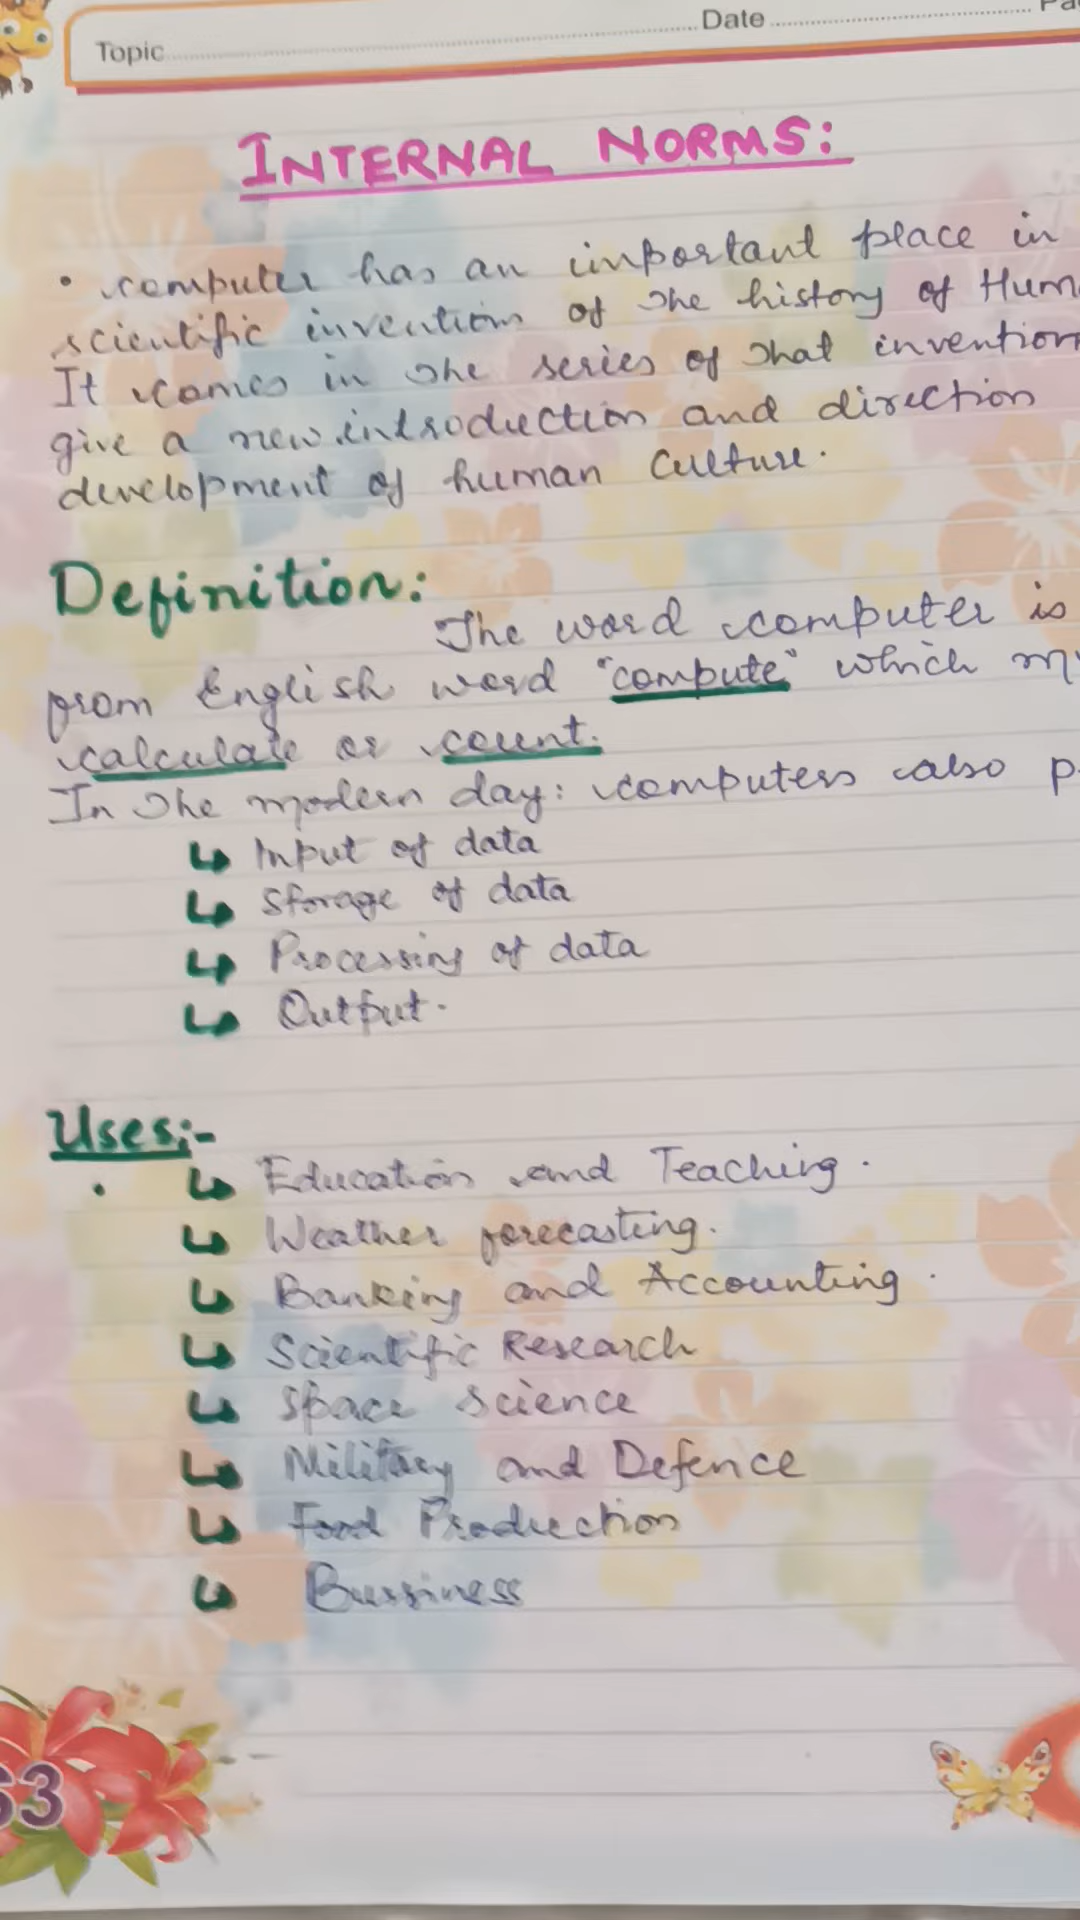 Date
Topic
INTERNAL NORMS:
• computer has an important place in
scientific inventions of the history of Hum
It comes in the series of that invention
give a new introduction and direction
development of human culture.
Definition:
The word computer is
from English word "compute" which
calculate or count.
In the modern day: computers also p
↳ Input of data
↳ Storage of data
↳ Processing of data
↳ Output.
Uses:-
• ↳ Education and Teaching.
↳ Weather forecasting.
↳ Banking and Accounting.
↳ Scientific Research
↳ Space science
↳ Military and Defence
↳ Food Production
↳ Bussiness
63